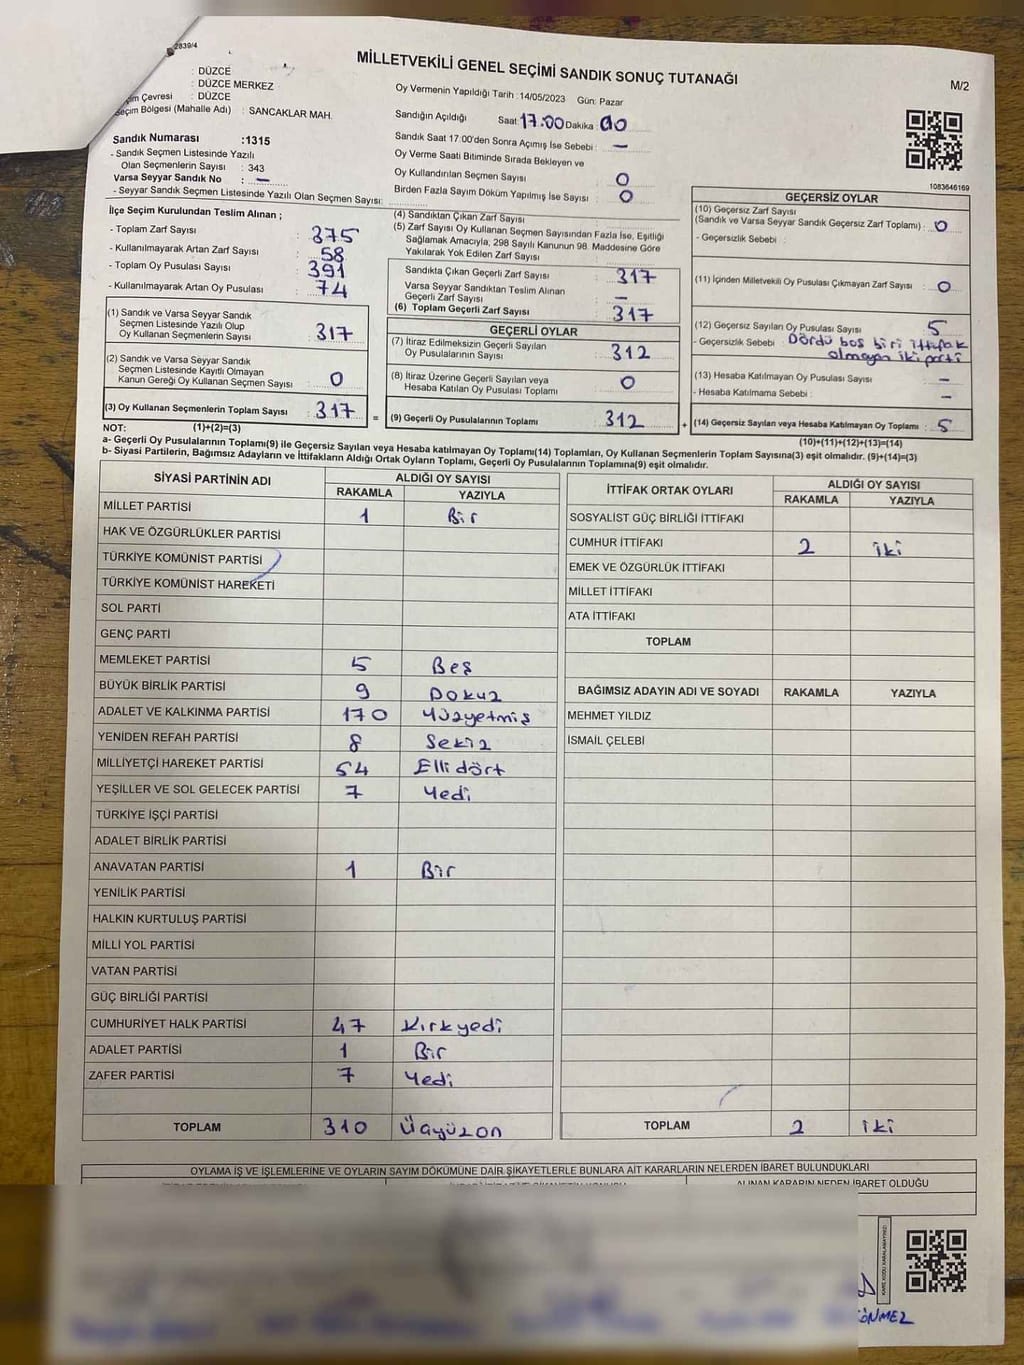 2839/4
MİLLETVEKİLİ GENEL SEÇİMİ SANDIK SONUÇ TUTANAĞI
M/2
: DÜZCE
: DÜZCE MERKEZ
Çevresi : DÜZCE
Seçim Bölgesi (Mahalle Adı) : SANCAKLAR MAH.
Oy Vermenin Yapıldığı Tarih : 14/05/2023 Gün: Pazar
Sandığın Açıldığı Saat 17:00 Dakika : 00
Sandık Saat 17:00'den Sonra Açımış İse Sebebi : –
Oy Verme Saati Bitiminde Sırada Bekleyen ve
Oy Kullandırılan Seçmen Sayısı : 0
Birden Fazla Sayım Döküm Yapılmış İse Sayısı : 0
Sandık Numarası : 1315
- Sandık Seçmen Listesinde Yazılı
Olan Seçmenlerin Sayısı : 343
Varsa Seyyar Sandık No : –
- Seyyar Sandık Seçmen Listesinde Yazılı Olan Seçmen Sayısı:
1083646169
İlçe Seçim Kurulundan Teslim Alınan ;
- Toplam Zarf Sayısı : 375
- Kullanılmayarak Artan Zarf Sayısı : 58
- Toplam Oy Pusulası Sayısı : 391
- Kullanılmayarak Artan Oy Pusulası : 74
(1) Sandık ve Varsa Seyyar Sandık
Seçmen Listesinde Yazılı Olup
Oy Kullanan Seçmenlerin Sayısı : 317
(2) Sandık ve Varsa Seyyar Sandık
Seçmen Listesinde Kayıtlı Olmayan
Kanun Gereği Oy Kullanan Seçmen Sayısı : 0
(3) Oy Kullanan Seçmenlerin Toplam Sayısı : 317 =
(4) Sandıktan Çıkan Zarf Sayısı :
(5) Zarf Sayısı Oy Kullanan Seçmen Sayısından Fazla İse, Eşitliği
Sağlamak Amacıyla, 298 Sayılı Kanunun 98. Maddesine Göre
Yakılarak Yok Edilen Zarf Sayısı :
Sandıkta Çıkan Geçerli Zarf Sayısı : 317
Varsa Seyyar Sandıktan Teslim Alınan
Geçerli Zarf Sayısı : –
(6) Toplam Geçerli Zarf Sayısı : 317
GEÇERLİ OYLAR
(7) İtiraz Edilmeksizin Geçerli Sayılan
Oy Pusulalarının Sayısı : 312
(8) İtiraz Üzerine Geçerli Sayılan veya
Hesaba Katılan Oy Pusulası Toplamı : 0
(9) Geçerli Oy Pusulalarının Toplamı : 312 +
GEÇERSİZ OYLAR
(10) Geçersiz Zarf Sayısı
(Sandık ve Varsa Seyyar Sandık Geçersiz Zarf Toplamı) : 0
- Geçersizlik Sebebi :
(11) İçinden Milletvekili Oy Pusulası Çıkmayan Zarf Sayısı : 0
(12) Geçersiz Sayılan Oy Pusulası Sayısı : 5
- Geçersizlik Sebebi : Dördü boş biri ittifak
olmayan iki parti
(13) Hesaba Katılmayan Oy Pusulası Sayısı : –
- Hesaba Katılmama Sebebi : –
(14) Geçersiz Sayılan veya Hesaba Katılmayan Oy Toplamı : 5
NOT: (1)+(2)=(3)
(10)+(11)+(12)+(13)=(14)
a- Geçerli Oy Pusulalarının Toplamı(9) ile Geçersiz Sayılan veya Hesaba katılmayan Oy Toplamı(14) Toplamları, Oy Kullanan Seçmenlerin Toplam Sayısına(3) eşit olmalıdır. (9)+(14)=(3)
b- Siyasi Partilerin, Bağımsız Adayların ve İttifakların Aldığı Ortak Oyların Toplamı, Geçerli Oy Pusulalarının Toplamına(9) eşit olmalıdır.
SİYASİ PARTİNİN ADI ALDIĞI OY SAYISI
RAKAMLA YAZIYLA
MİLLET PARTİSİ 1 Bir
HAK VE ÖZGÜRLÜKLER PARTİSİ
TÜRKİYE KOMÜNİST PARTİSİ
TÜRKİYE KOMÜNİST HAREKETİ
SOL PARTİ
GENÇ PARTİ
MEMLEKET PARTİSİ 5 Beş
BÜYÜK BİRLİK PARTİSİ 9 Dokuz
ADALET VE KALKINMA PARTİSİ 170 Yüzyetmiş
YENİDEN REFAH PARTİSİ 8 Sekiz
MİLLİYETÇİ HAREKET PARTİSİ 54 Ellidört
YEŞİLLER VE SOL GELECEK PARTİSİ 7 Yedi
TÜRKİYE İŞÇİ PARTİSİ
ADALET BİRLİK PARTİSİ
ANAVATAN PARTİSİ 1 Bir
YENİLİK PARTİSİ
HALKIN KURTULUŞ PARTİSİ
MİLLİ YOL PARTİSİ
VATAN PARTİSİ
GÜÇ BİRLİĞİ PARTİSİ
CUMHURİYET HALK PARTİSİ 47 Kırkyedi
ADALET PARTİSİ 1 Bir
ZAFER PARTİSİ 7 Yedi
TOPLAM 310 Üçyüzon
İTTİFAK ORTAK OYLARI ALDIĞI OY SAYISI
RAKAMLA YAZIYLA
SOSYALİST GÜÇ BİRLİĞİ İTTİFAKI
CUMHUR İTTİFAKI 2 iki
EMEK VE ÖZGÜRLÜK İTTİFAKI
MİLLET İTTİFAKI
ATA İTTİFAKI
TOPLAM
BAĞIMSIZ ADAYIN ADI VE SOYADI RAKAMLA YAZIYLA
MEHMET YILDIZ
İSMAİL ÇELEBİ
TOPLAM 2 iki
OYLAMA İŞ VE İŞLEMLERİNE VE OYLARIN SAYIM DÖKÜMÜNE DAİR ŞİKAYETLERLE BUNLARA AİT KARARLARIN NELERDEN İBARET BULUNDUKLARI
ALINAN KARARIN NEDEN İBARET OLDUĞU
KARE KODU KARALAMAYINIZ!